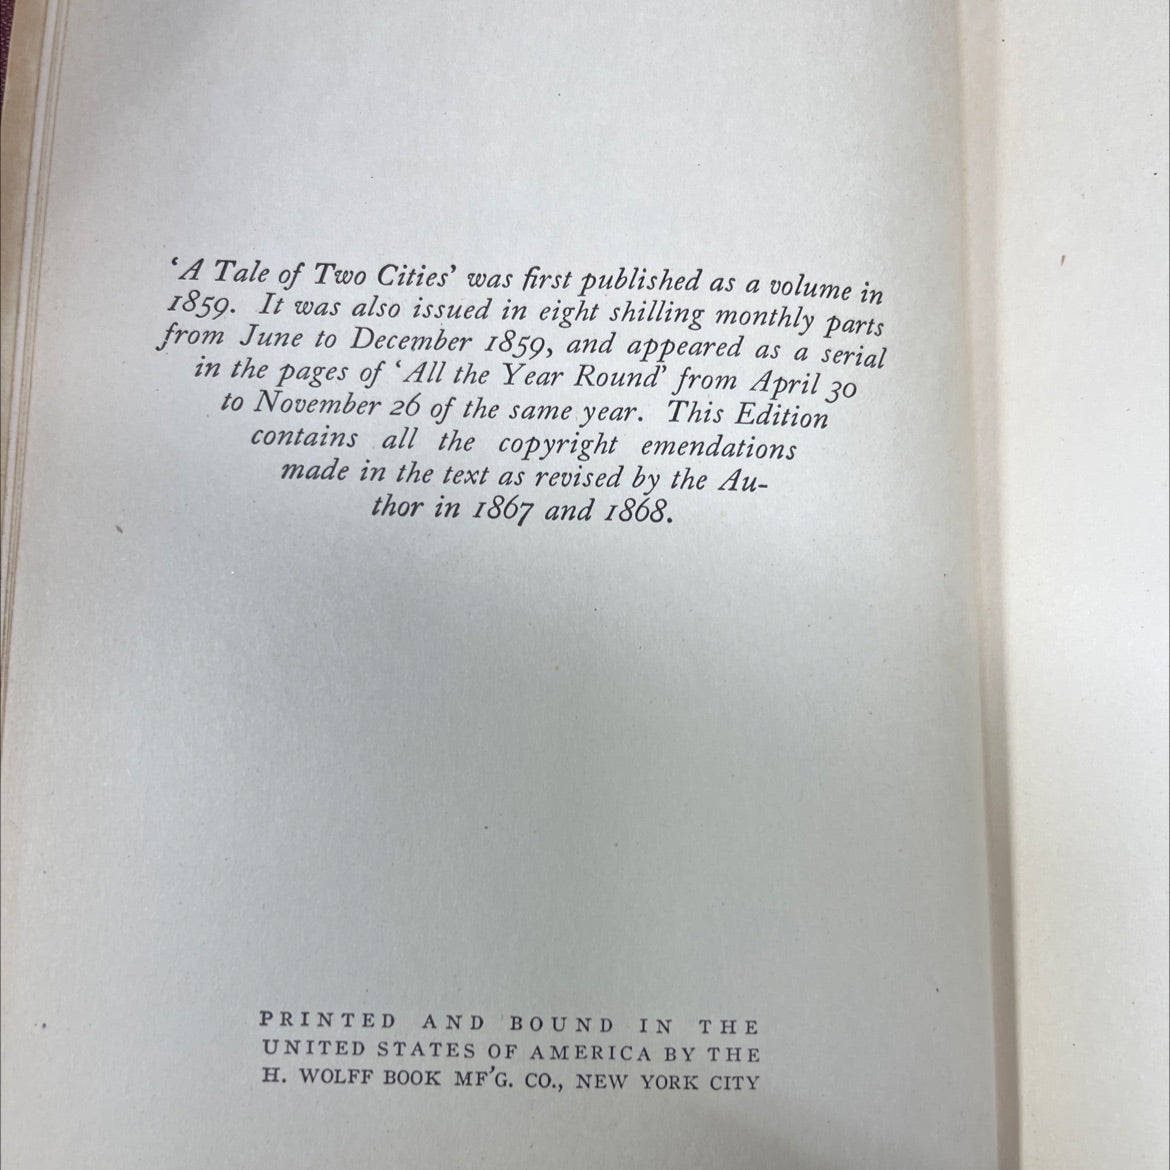 ‘A Tale of Two Cities’ was first published as a volume in
1859. It was also issued in eight shilling monthly parts
from June to December 1859, and appeared as a serial
in the pages of ‘All the Year Round’ from April 30
to November 26 of the same year. This Edition
contains all the copyright emendations
made in the text as revised by the Au-
thor in 1867 and 1868.
PRINTED AND BOUND IN THE
UNITED STATES OF AMERICA BY THE
H. WOLFF BOOK MF'G. CO., NEW YORK CITY